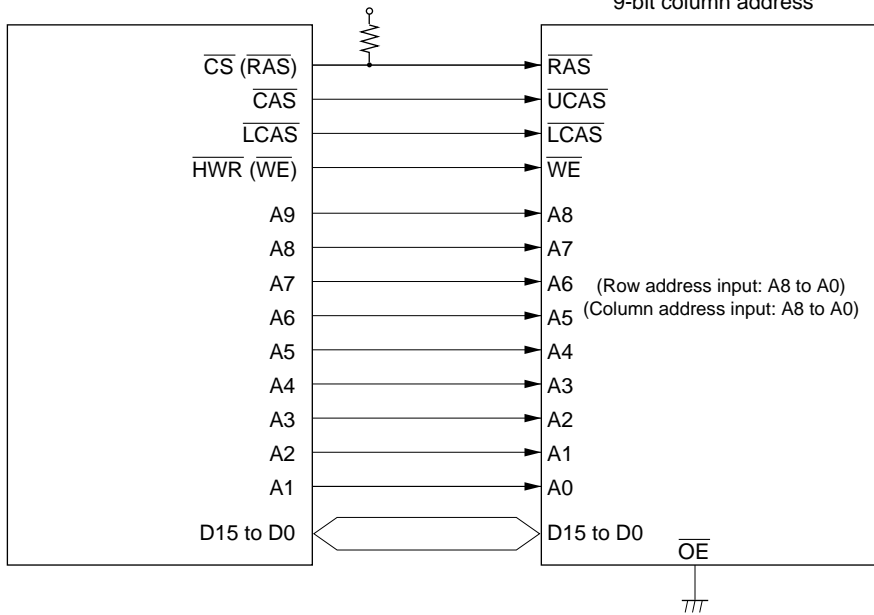 9-bit column address
CS (RAS) RAS
CAS UCAS
LCAS LCAS
HWR (WE) WE
A9 A8
A8 A7
A7 A6 (Row address input: A8 to A0)
A6 A5 (Column address input: A8 to A0)
A5 A4
A4 A3
A3 A2
A2 A1
A1 A0
D15 to D0 D15 to D0
OE